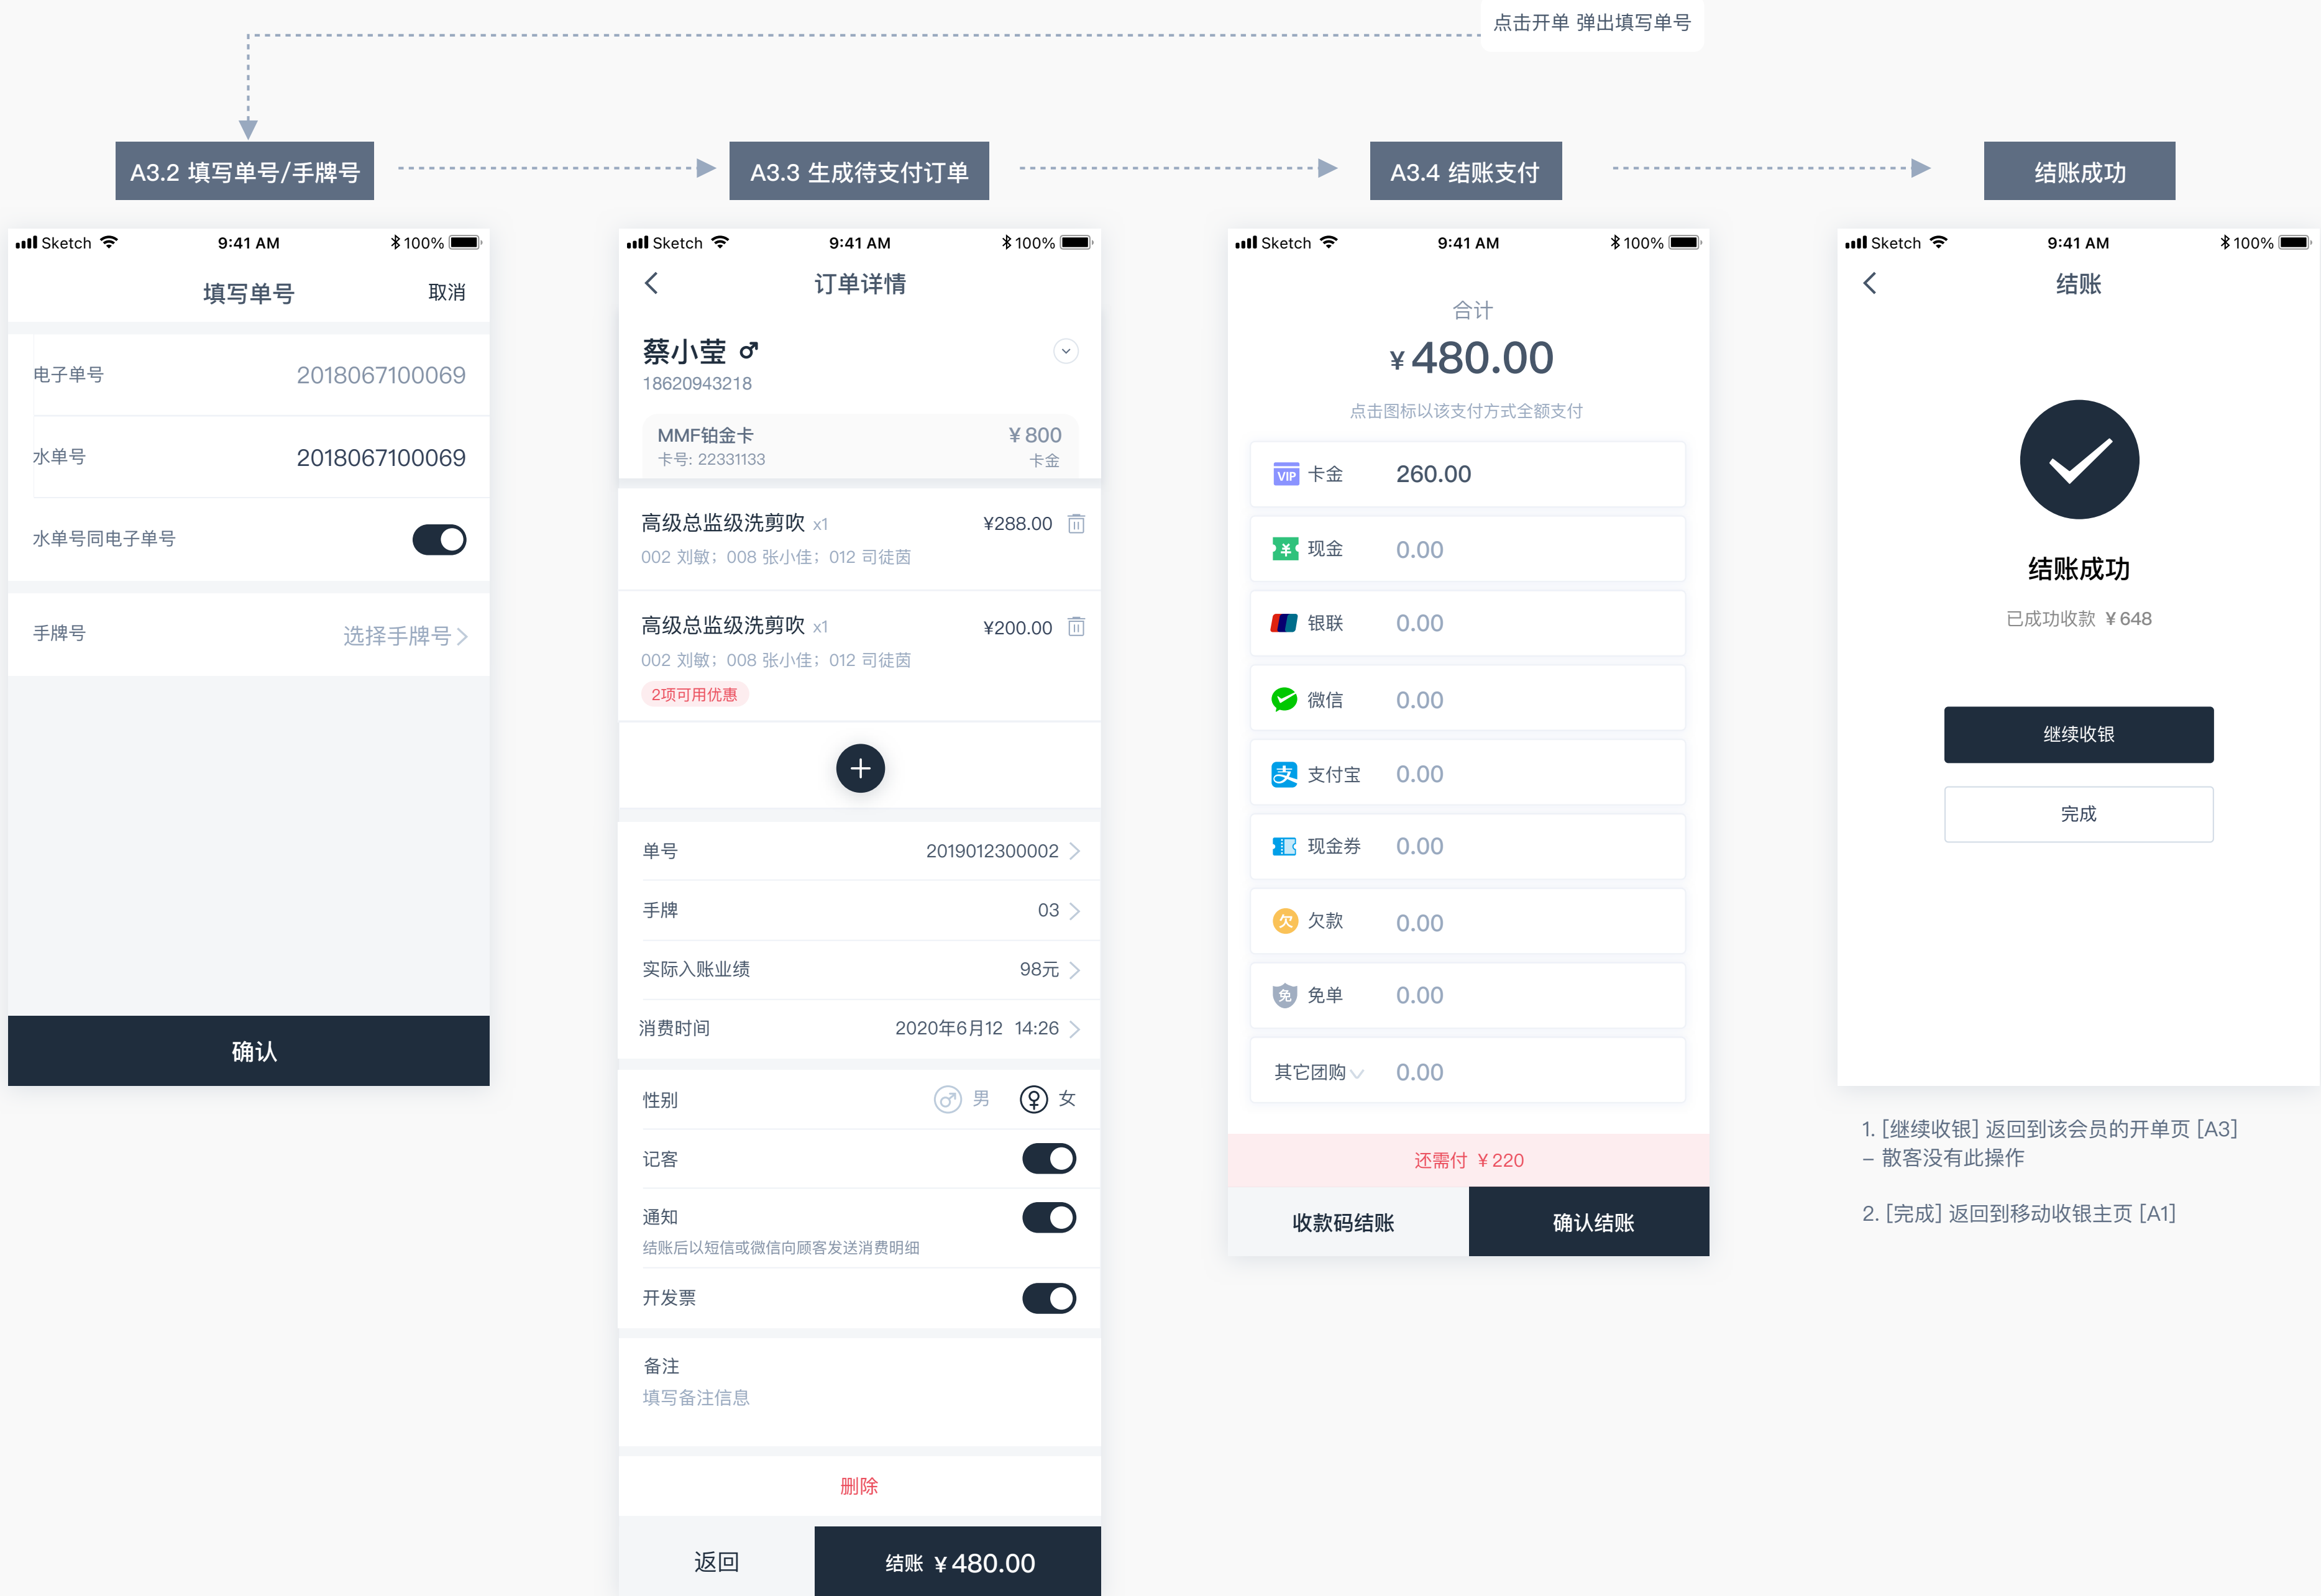 点击开单 弹出填写单号
A3.2 填写单号/手牌号
A3.3 生成待支付订单
A3.4 结账支付
结账成功
Sketch 9:41 AM 100%
填写单号 取消
电子单号 2018067100069
水单号 2018067100069
水单号同电子单号
手牌号 选择手牌号
确认
Sketch 9:41 AM 100%
订单详情
蔡小莹
18620943218
MMF铂金卡 ¥800
卡号: 22331133 卡金
高级总监级洗剪吹 x1 ¥288.00
002 刘敏；008 张小佳；012 司徒茵
高级总监级洗剪吹 x1 ¥200.00
002 刘敏；008 张小佳；012 司徒茵
2项可用优惠
单号 2019012300002
手牌 03
实际入账业绩 98元
消费时间 2020年6月12 14:26
性别 男 女
记客
通知
结账后以短信或微信向顾客发送消费明细
开发票
备注
填写备注信息
删除
返回 结账 ¥480.00
Sketch 9:41 AM 100%
合计
¥480.00
点击图标以该支付方式全额支付
VIP 卡金 260.00
¥ 现金 0.00
银联 0.00
微信 0.00
支 支付宝 0.00
现金券 0.00
欠 欠款 0.00
免 免单 0.00
其它团购 0.00
还需付 ¥220
收款码结账 确认结账
Sketch 9:41 AM 100%
结账
结账成功
已成功收款 ¥648
继续收银
完成
1. [继续收银] 返回到该会员的开单页 [A3]
– 散客没有此操作
2. [完成] 返回到移动收银主页 [A1]